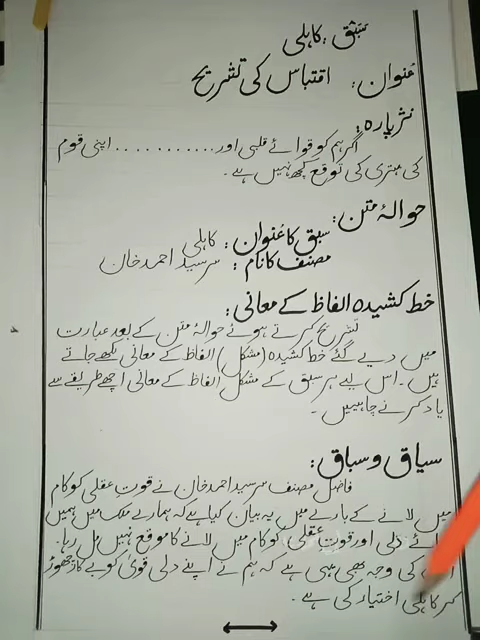 سبق: کاہلی
عنوان: اقتباس کی تشریح
نثر پارہ:
اگر ہم کو قوائے قلبی اور........... اپنی قوم
کی بہتری کی توقع کچھ نہیں ہے۔
حوالۂ متن:
سبق کا عنوان: کاہلی
مصنف کا نام: سر سید احمد خان
خط کشیدہ الفاظ کے معانی:
تشریح کرتے ہوئے حوالہ متن کے بعد عبارت
میں دیے گئے خط کشیدہ (مشکل) الفاظ کے معانی لکھے جاتے
ہیں۔ اس لیے ہر سبق کے مشکل الفاظ کے معانی اچھے طریقے سے
یاد کرنے چاہییں۔
سیاق و سباق:
فاضل مصنف سر سید احمد خان نے قوت عقلی کو کام
میں لانے کے بارے میں یہ بیان کیا ہے کہ ہمارے ملک میں ہمیں
دلی اور قوت عقلی کو کام میں لانے کا موقع نہیں مل رہا۔
کی وجہ بھی یہی ہے کہ ہم نے اپنے دلی قویٰ کو بے کار چھوڑ
کر کاہلی اختیار کی ہے۔